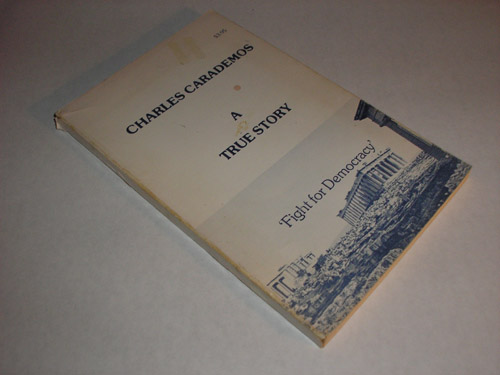 CHARLES CARADEMOS
A
TRUE STORY
'Fight for Democracy'